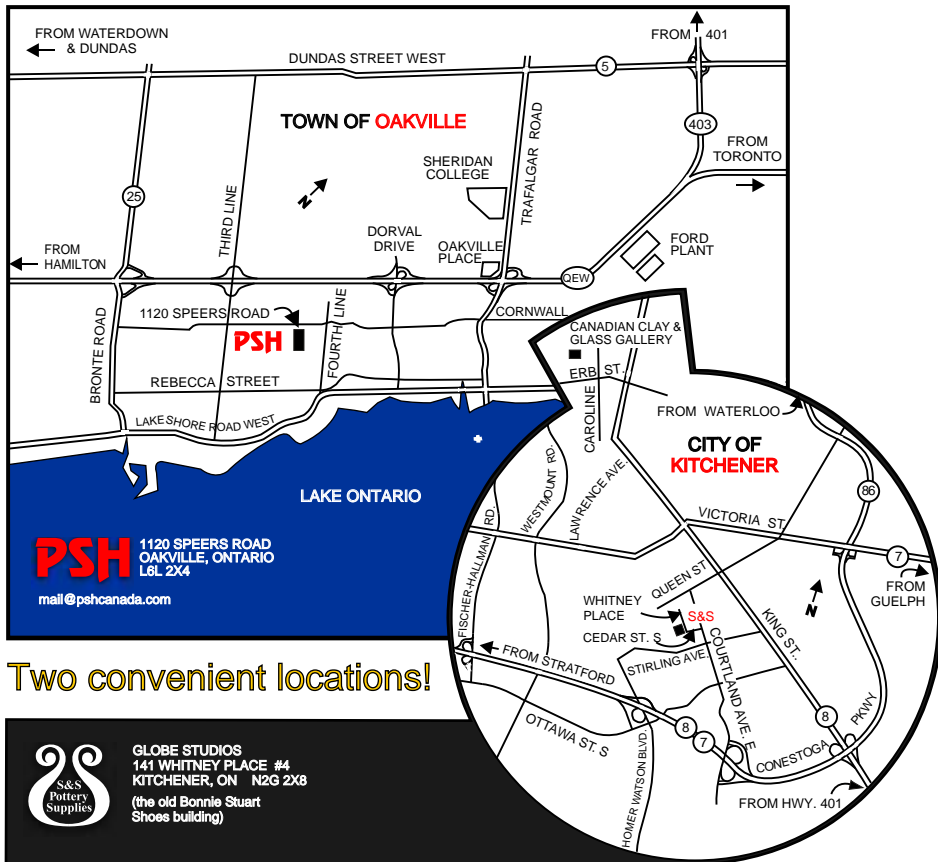 FROM WATERDOWN
& DUNDAS
DUNDAS STREET WEST
5
FROM 401
403
FROM
TORONTO
TOWN OF OAKVILLE
SHERIDAN
COLLEGE
TRAFALGAR ROAD
25
THIRD LINE
N
DORVAL
DRIVE
OAKVILLE
PLACE
FORD
PLANT
FROM
HAMILTON
QEW
1120 SPEERS ROAD
PSH
FOURTH LINE
CORNWALL
BRONTE ROAD
REBECCA STREET
LAKESHORE ROAD WEST
LAKE ONTARIO
PSH
1120 SPEERS ROAD
OAKVILLE, ONTARIO
L6L 2X4
mail@pshcanada.com
CANADIAN CLAY &
GLASS GALLERY
ERB ST.
CAROLINE
FROM WATERLOO
CITY OF
KITCHENER
86
WESTMOUNT RD.
LAWRENCE AVE.
VICTORIA ST.
7
FROM
GUELPH
FISCHER-HALLMAN RD.
QUEEN ST
WHITNEY
PLACE
S&S
CEDAR ST. S
N
KING ST..
COURTLAND AVE. E
STIRLING AVE.
FROM STRATFORD
OTTAWA ST. S
8
7
8
CONESTOGA PKWY
HOMER WATSON BLVD.
FROM HWY. 401
Two convenient locations!
S&S
Pottery
Supplies
GLOBE STUDIOS
141 WHITNEY PLACE #4
KITCHENER, ON N2G 2X8
(the old Bonnie Stuart
Shoes building)